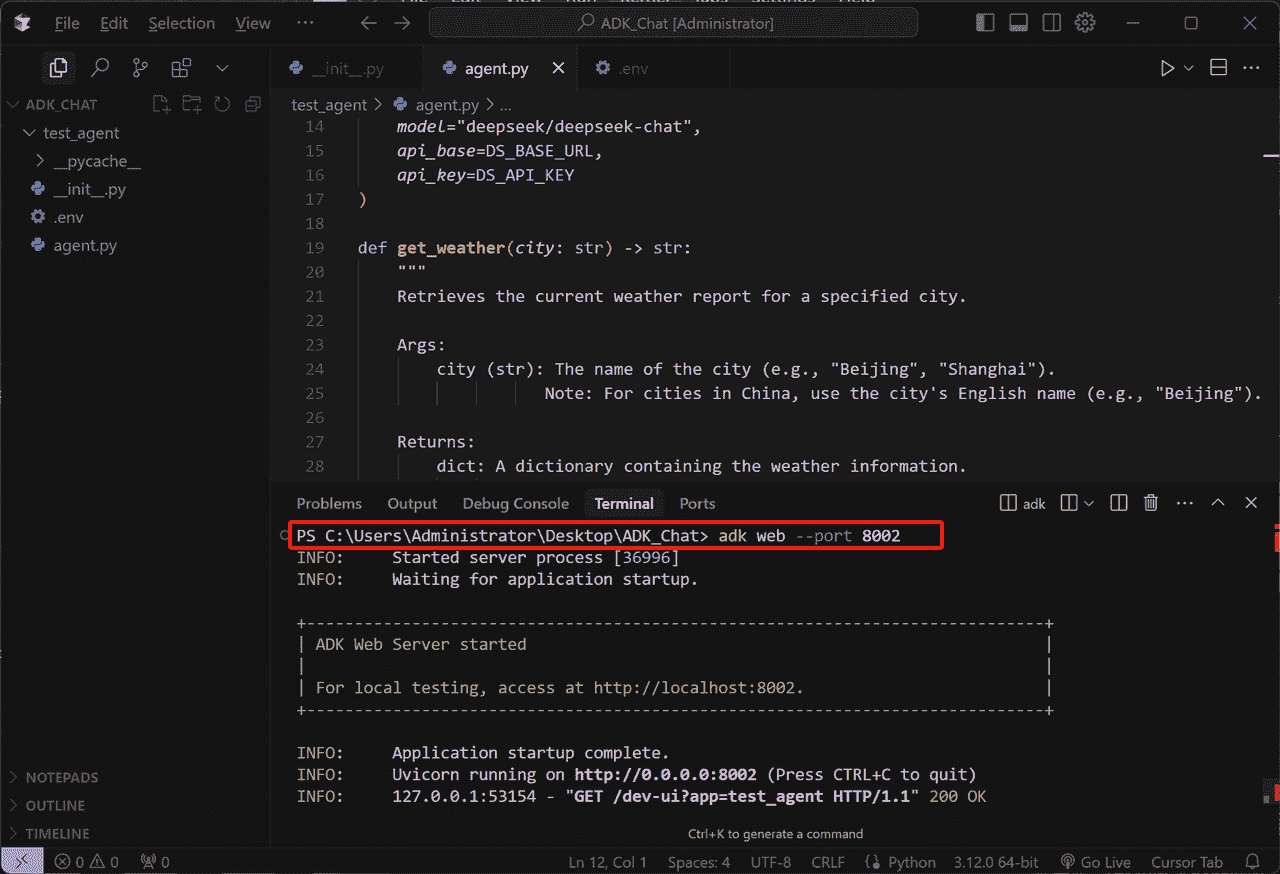 File Edit Selection View ··· ADK_Chat [Administrator]
__init__.py agent.py .env
ADK_CHAT
test_agent
__pycache__
__init__.py
.env
agent.py
NOTEPADS
OUTLINE
TIMELINE
test_agent > agent.py > ...
14 model="deepseek/deepseek-chat",
15 api_base=DS_BASE_URL,
16 api_key=DS_API_KEY
17 )
18
19 def get_weather(city: str) -> str:
20 """
21 Retrieves the current weather report for a specified city.
22
23 Args:
24 city (str): The name of the city (e.g., "Beijing", "Shanghai").
25 Note: For cities in China, use the city's English name (e.g., "Beijing").
26
27 Returns:
28 dict: A dictionary containing the weather information.
Problems Output Debug Console Terminal Ports adk
PS C:\Users\Administrator\Desktop\ADK_Chat> adk web --port 8002
INFO: Started server process [36996]
INFO: Waiting for application startup.
+-----------------------------------------------------------------------------+
| ADK Web Server started |
| |
| For local testing, access at http://localhost:8002. |
+-----------------------------------------------------------------------------+
INFO: Application startup complete.
INFO: Uvicorn running on http://0.0.0.0:8002 (Press CTRL+C to quit)
INFO: 127.0.0.1:53154 - "GET /dev-ui?app=test_agent HTTP/1.1" 200 OK
Ctrl+K to generate a command
0 0 0 Ln 12, Col 1 Spaces: 4 UTF-8 CRLF Python 3.12.0 64-bit Go Live Cursor Tab